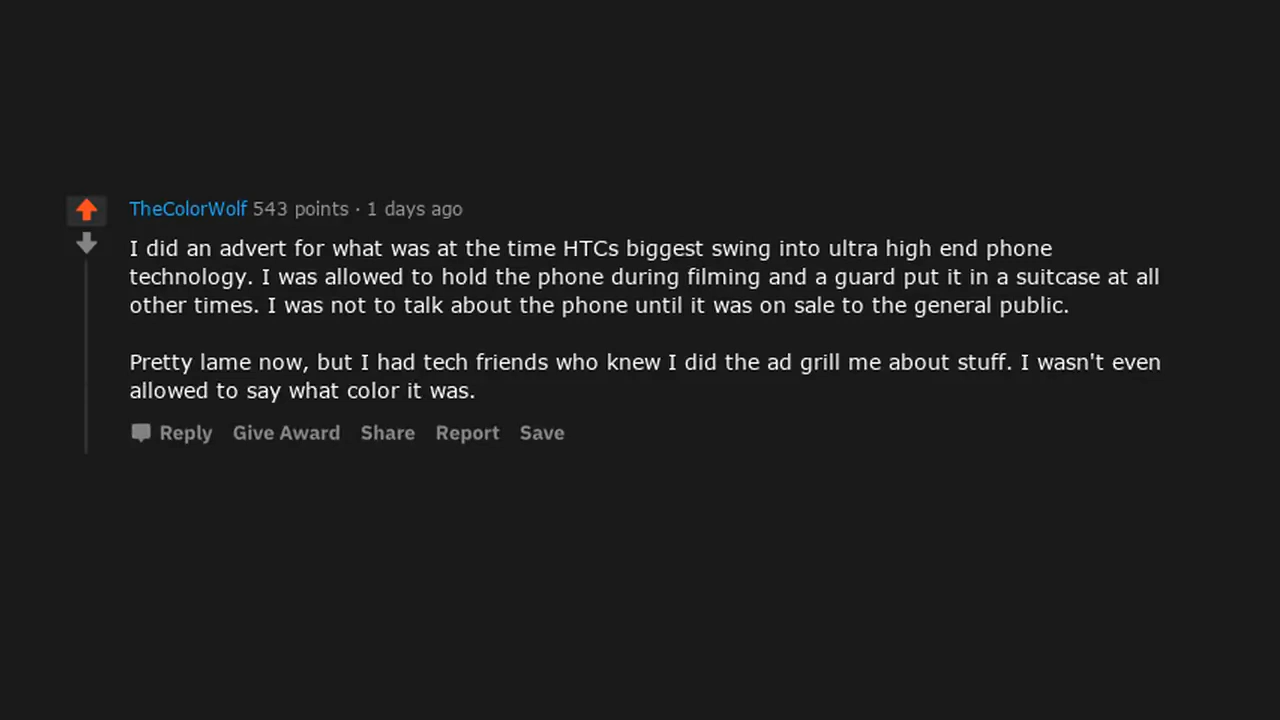 TheColorWolf 543 points · 1 days ago
I did an advert for what was at the time HTCs biggest swing into ultra high end phone
technology. I was allowed to hold the phone during filming and a guard put it in a suitcase at all
other times. I was not to talk about the phone until it was on sale to the general public.
Pretty lame now, but I had tech friends who knew I did the ad grill me about stuff. I wasn't even
allowed to say what color it was.
Reply Give Award Share Report Save